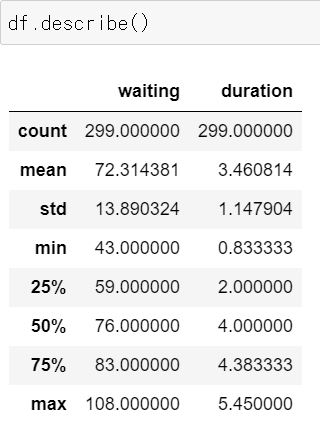 df.describe()
waiting duration
count 299.000000 299.000000
mean 72.314381 3.460814
std 13.890324 1.147904
min 43.000000 0.833333
25% 59.000000 2.000000
50% 76.000000 4.000000
75% 83.000000 4.383333
max 108.000000 5.450000